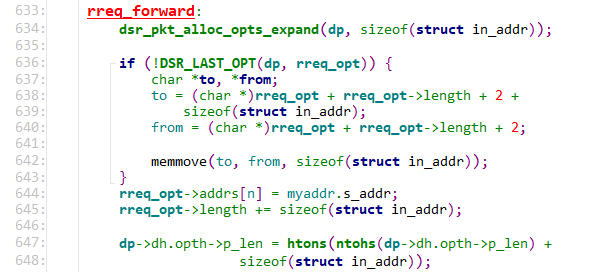 633: rreq_forward:
634: dsr_pkt_alloc_opts_expand(dp, sizeof(struct in_addr));
635:
636: if (!DSR_LAST_OPT(dp, rreq_opt)) {
637: char *to, *from;
638: to = (char *)rreq_opt + rreq_opt->length + 2 +
639: sizeof(struct in_addr);
640: from = (char *)rreq_opt + rreq_opt->length + 2;
641:
642: memmove(to, from, sizeof(struct in_addr));
643: }
644: rreq_opt->addrs[n] = myaddr.s_addr;
645: rreq_opt->length += sizeof(struct in_addr);
646:
647: dp->dh.opth->p_len = htons(ntohs(dp->dh.opth->p_len) +
648: sizeof(struct in_addr));